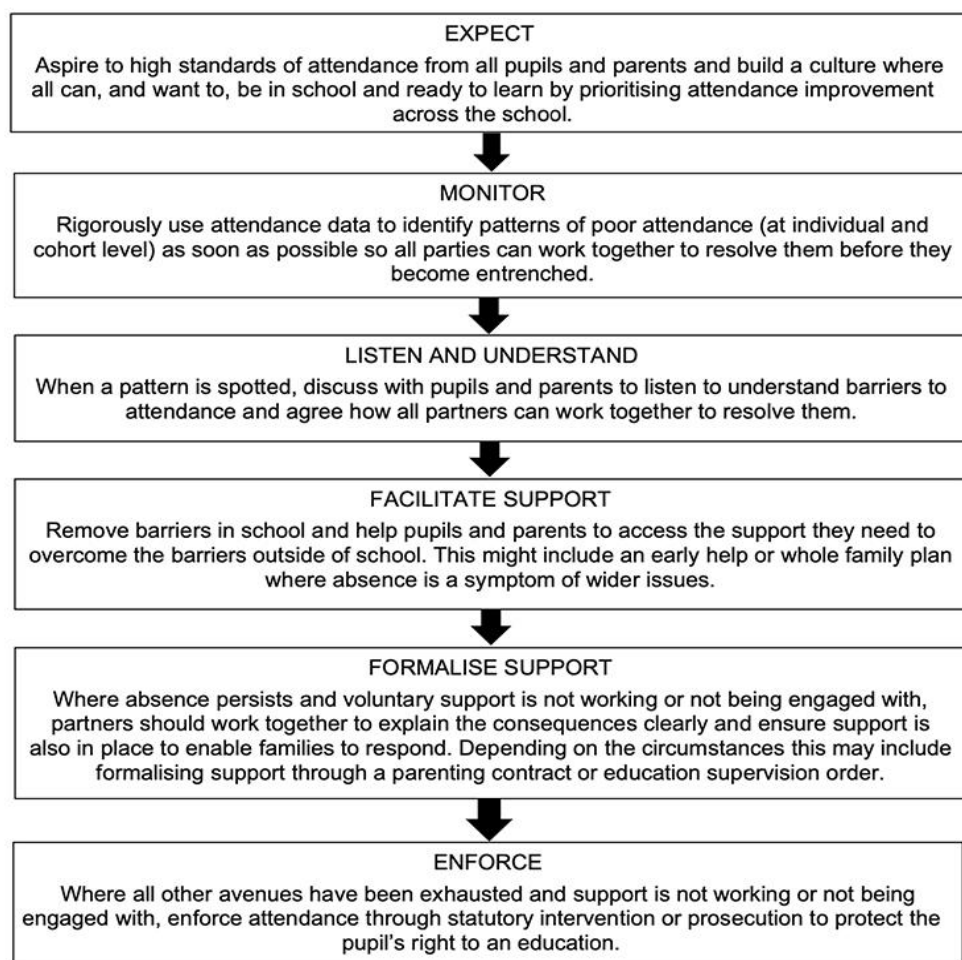 EXPECT
Aspire to high standards of attendance from all pupils and parents and build a culture where
all can, and want to, be in school and ready to learn by prioritising attendance improvement
across the school.
MONITOR
Rigorously use attendance data to identify patterns of poor attendance (at individual and
cohort level) as soon as possible so all parties can work together to resolve them before they
become entrenched.
LISTEN AND UNDERSTAND
When a pattern is spotted, discuss with pupils and parents to listen to understand barriers to
attendance and agree how all partners can work together to resolve them.
FACILITATE SUPPORT
Remove barriers in school and help pupils and parents to access the support they need to
overcome the barriers outside of school. This might include an early help or whole family plan
where absence is a symptom of wider issues.
FORMALISE SUPPORT
Where absence persists and voluntary support is not working or not being engaged with,
partners should work together to explain the consequences clearly and ensure support is
also in place to enable families to respond. Depending on the circumstances this may include
formalising support through a parenting contract or education supervision order.
ENFORCE
Where all other avenues have been exhausted and support is not working or not being
engaged with, enforce attendance through statutory intervention or prosecution to protect the
pupil's right to an education.